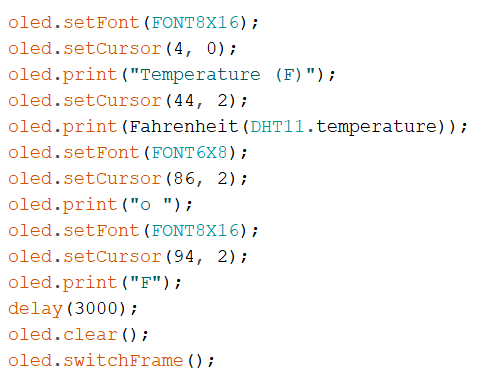 oled.setFont(FONT8X16);
oled.setCursor(4, 0);
oled.print("Temperature (F)");
oled.setCursor(44, 2);
oled.print(Fahrenheit(DHT11.temperature));
oled.setFont(FONT6X8);
oled.setCursor(86, 2);
oled.print("o ");
oled.setFont(FONT8X16);
oled.setCursor(94, 2);
oled.print("F");
delay(3000);
oled.clear();
oled.switchFrame();